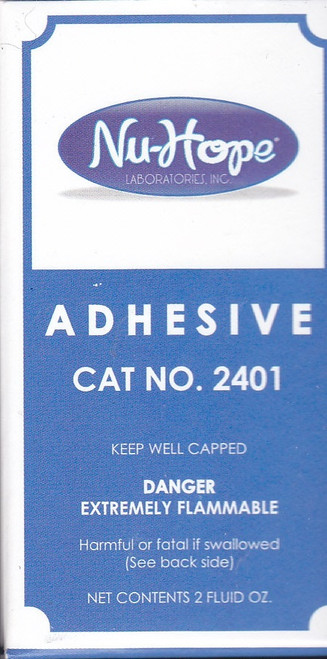 Nu-Hope
LABORATORIES, INC.
ADHESIVE
CAT NO. 2401
KEEP WELL CAPPED
DANGER
EXTREMELY FLAMMABLE
Harmful or fatal if swallowed
(See back side)
NET CONTENTS 2 FLUID OZ.